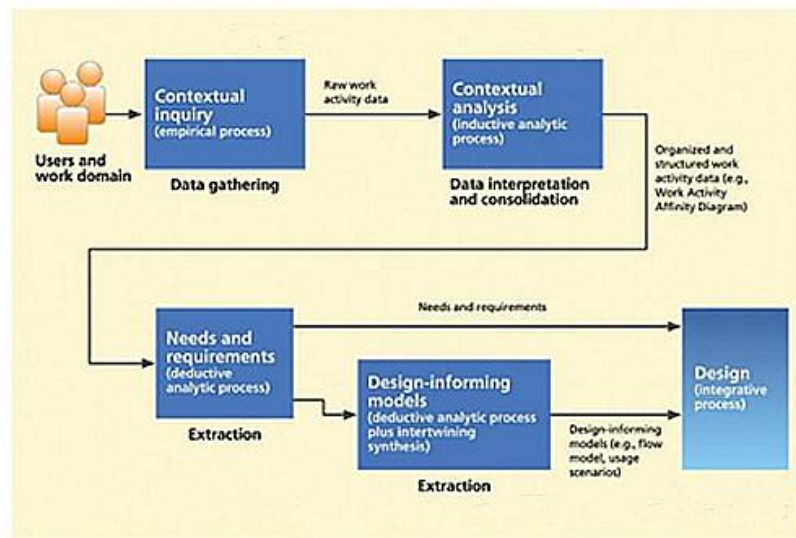 Users and
work domain
Contextual
inquiry
(empirical process)
Data gathering
Raw work
activity data
Contextual
analysis
(inductive analytic
process)
Data interpretation
and consolidation
Organized and
structured work
activity data (e.g.,
Work Activity
Affinity Diagram)
Needs and
requirements
(deductive
analytic process)
Extraction
Needs and requirements
Design-informing
models
(deductive analytic process
plus intertwining
synthesis)
Extraction
Design-informing
models (e.g., flow
model, usage
scenarios)
Design
(integrative
process)